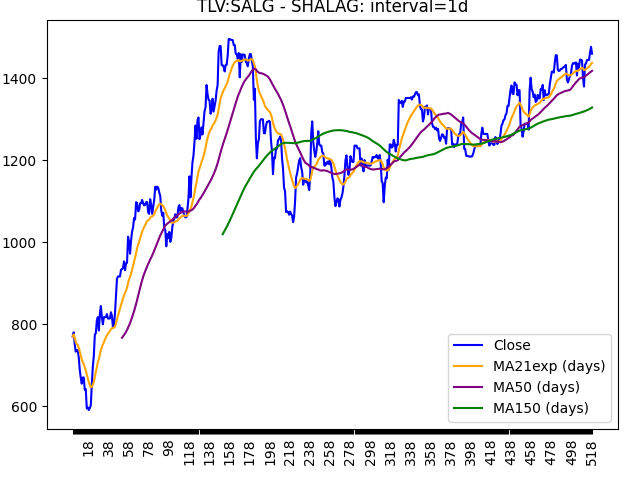 TLV:SALG - SHALAG: interval=1d
1400
1200
1000
800
600
Close
MA21exp (days)
MA50 (days)
MA150 (days)
18 38 58 78 98 118 138 158 178 198 218 238 258 278 298 318 338 358 378 398 418 438 458 478 498 518